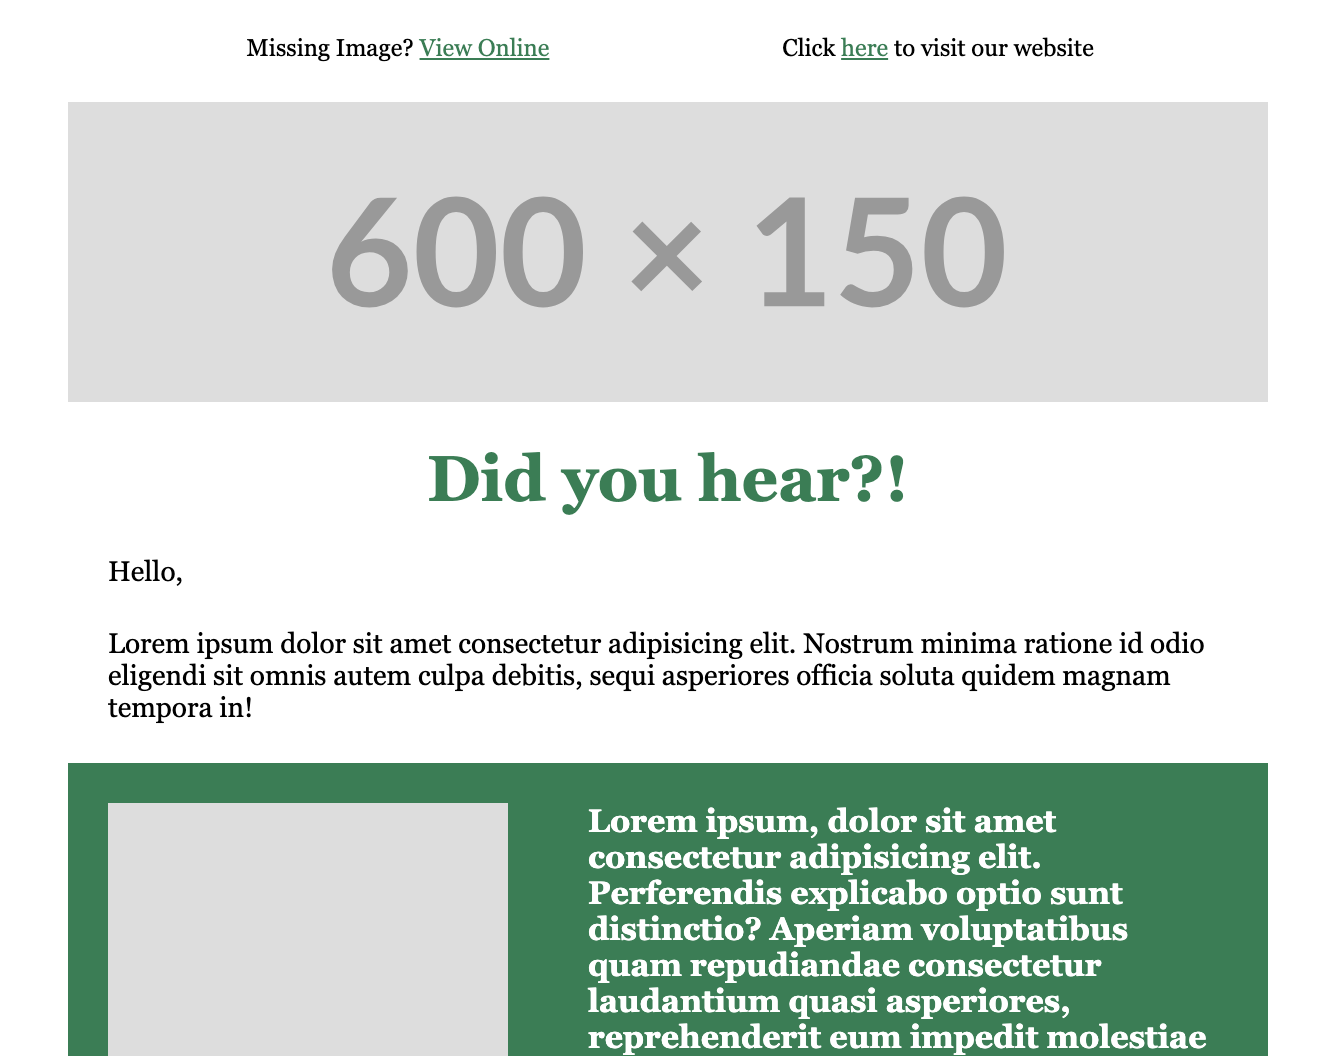 Missing Image? View Online
Click here to visit our website
600 × 150
Did you hear?!
Hello,
Lorem ipsum dolor sit amet consectetur adipisicing elit. Nostrum minima ratione id odio
eligendi sit omnis autem culpa debitis, sequi asperiores officia soluta quidem magnam
tempora in!
Lorem ipsum, dolor sit amet
consectetur adipisicing elit.
Perferendis explicabo optio sunt
distinctio? Aperiam voluptatibus
quam repudiandae consectetur
laudantium quasi asperiores,
reprehenderit eum impedit molestiae